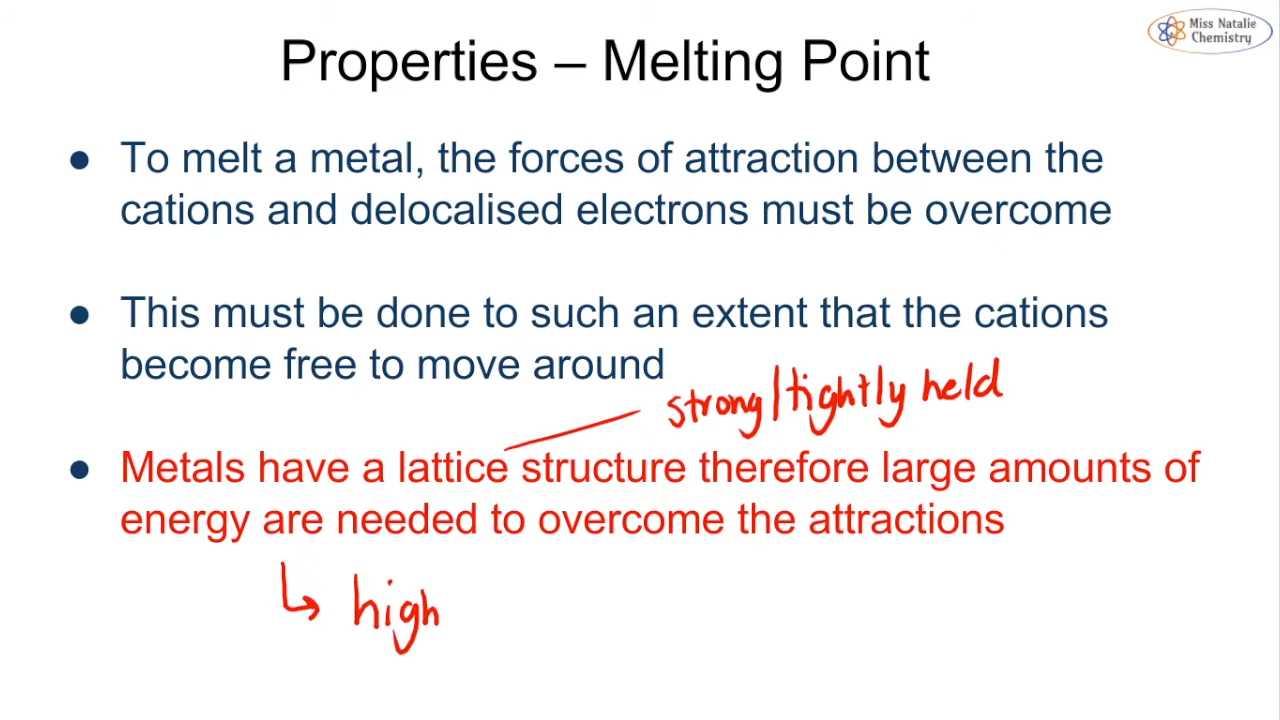 Miss Natalie
Chemistry
Properties – Melting Point
● To melt a metal, the forces of attraction between the
cations and delocalised electrons must be overcome
● This must be done to such an extent that the cations
become free to move around
strong/tightly held
● Metals have a lattice structure therefore large amounts of
energy are needed to overcome the attractions
↳ high